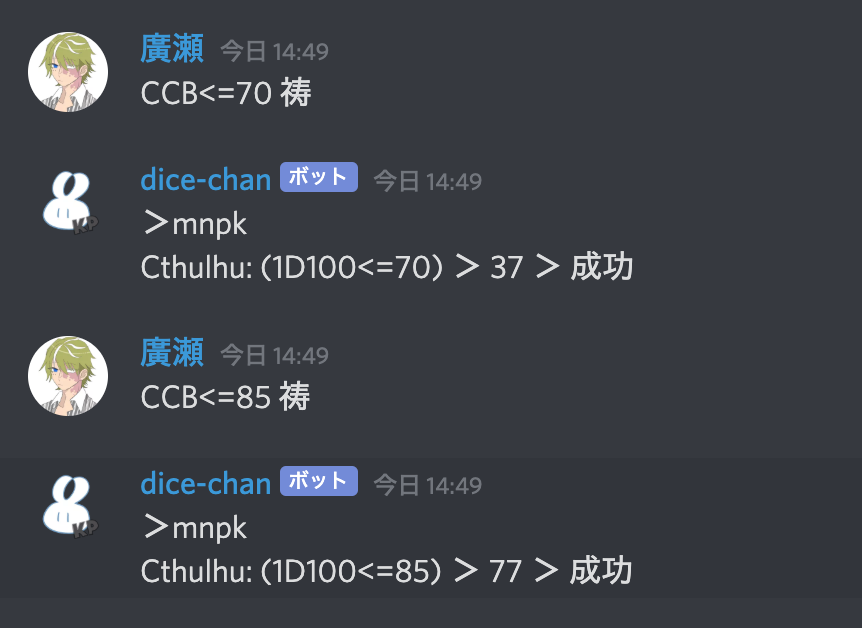 廣瀬 今日 14:49
CCB<=70 祷
dice-chan ボット 今日 14:49
＞mnpk
Cthulhu: (1D100<=70) ＞ 37 ＞ 成功
廣瀬 今日 14:49
CCB<=85 祷
dice-chan ボット 今日 14:49
＞mnpk
Cthulhu: (1D100<=85) ＞ 77 ＞ 成功
KP
KP